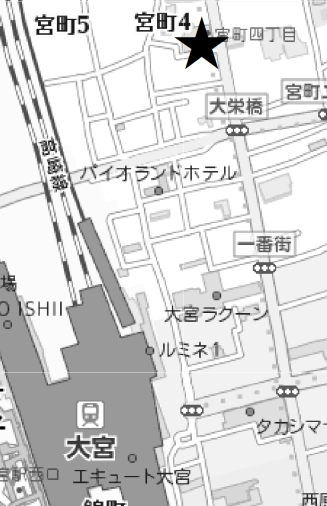 宮町5
宮町4
宮町四丁目
大栄橋
宮町
高崎線
パイオランドホテル
一番街
場
O ISHII
大宮ラクーン
ルミネ1
タカシマ
大宮
宮駅西口
エキュート大宮
錦町
西原